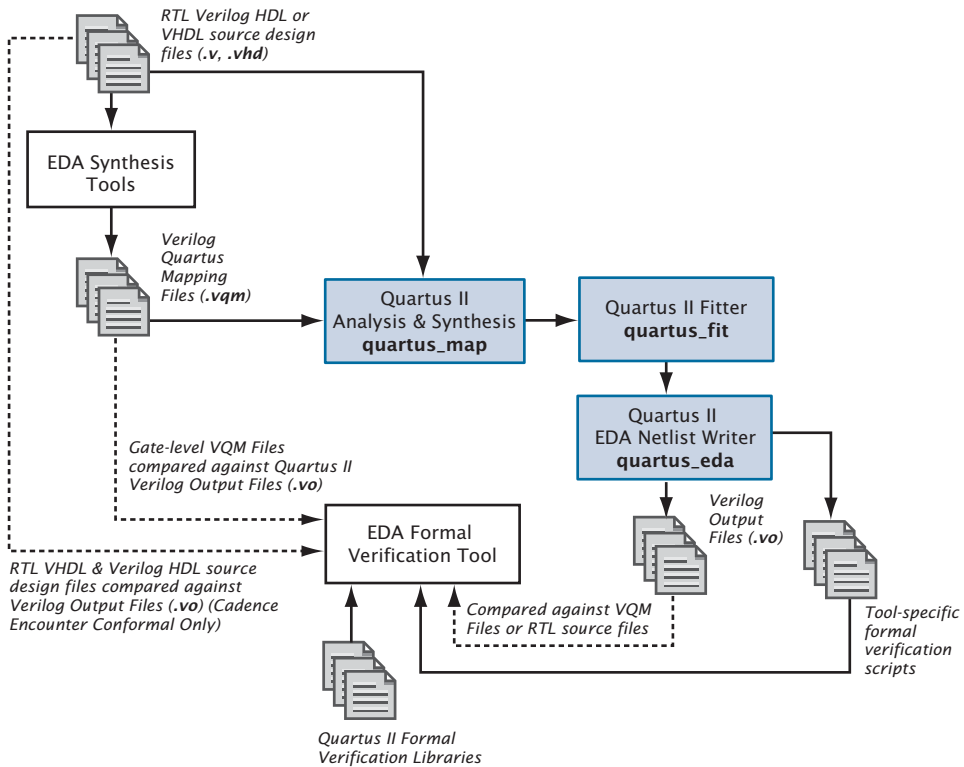 RTL Verilog HDL or
VHDL source design
files (.v, .vhd)
EDA Synthesis
Tools
Verilog
Quartus
Mapping
Files (.vqm)
Quartus II
Analysis & Synthesis
quartus_map
Quartus II Fitter
quartus_fit
Quartus II
EDA Netlist Writer
quartus_eda
Gate-level VQM Files
compared against Quartus II
Verilog Output Files (.vo)
Verilog
Output
Files (.vo)
EDA Formal
Verification Tool
RTL VHDL & Verilog HDL source
design files compared against
Verilog Output Files (.vo) (Cadence
Encounter Conformal Only)
Compared against VQM
Files or RTL source files
Tool-specific
formal
verification
scripts
Quartus II Formal
Verification Libraries